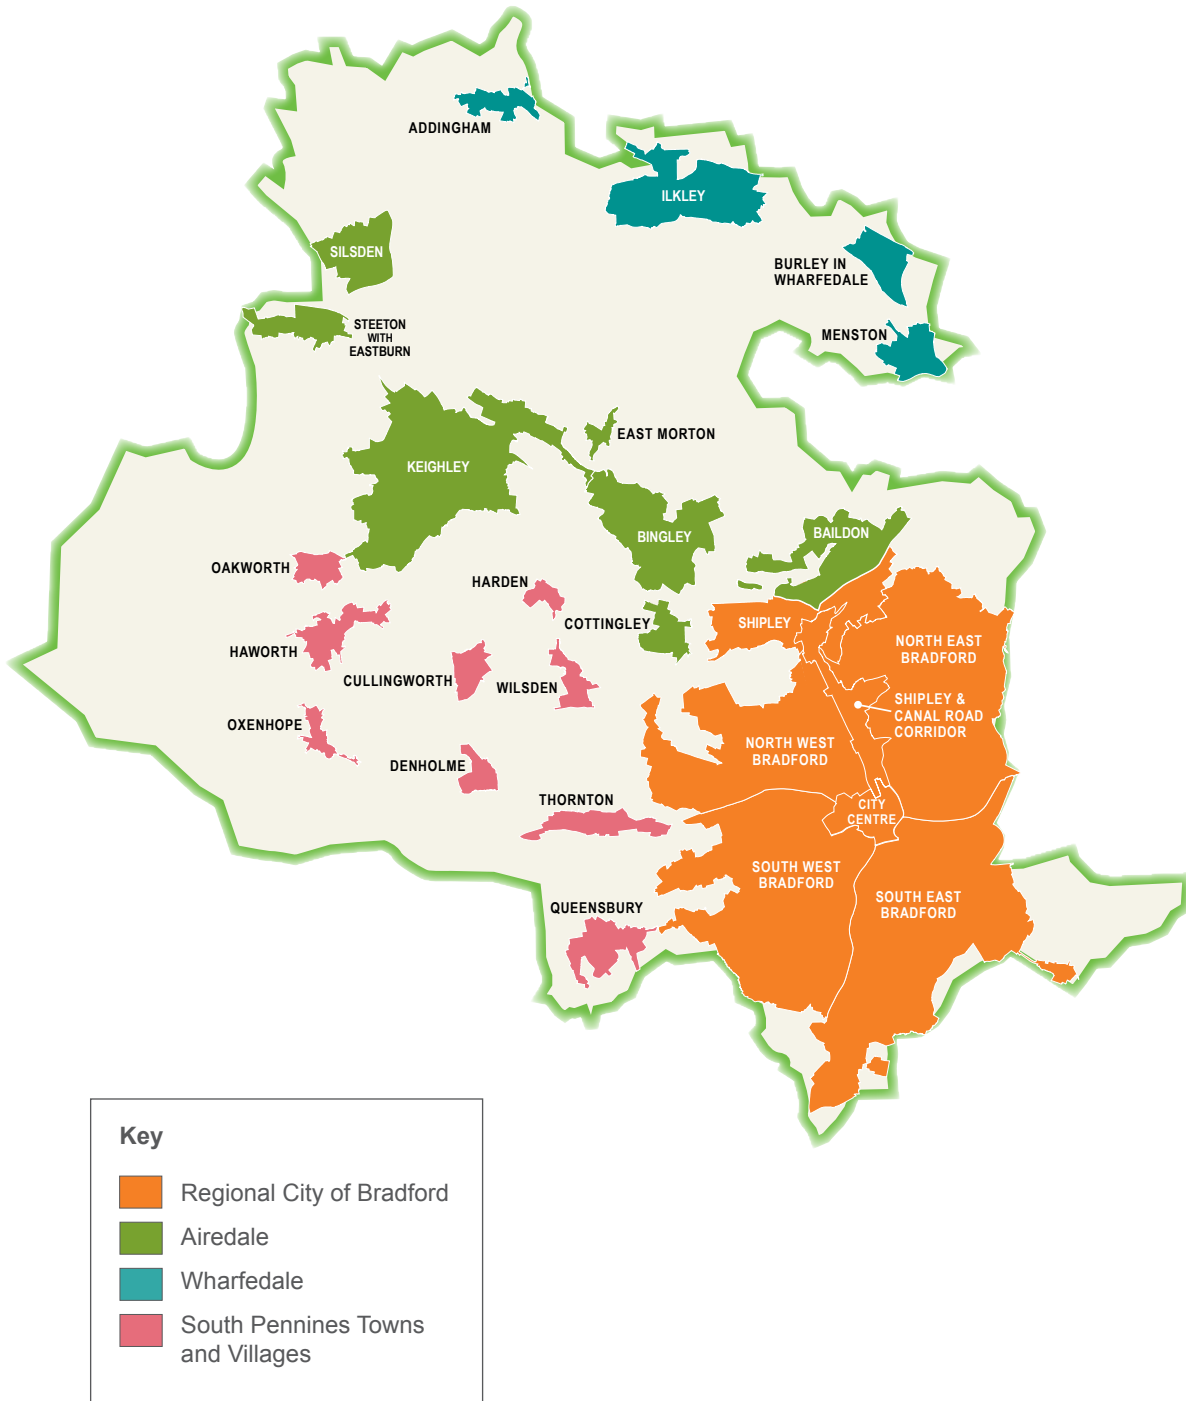 ADDINGHAM
ILKLEY
SILSDEN
BURLEY IN
WHARFEDALE
STEETON
WITH
EASTBURN
MENSTON
EAST MORTON
KEIGHLEY
BINGLEY
BAILDON
OAKWORTH
HARDEN
COTTINGLEY
SHIPLEY
NORTH EAST
BRADFORD
HAWORTH
CULLINGWORTH
WILSDEN
SHIPLEY &
CANAL ROAD
CORRIDOR
OXENHOPE
NORTH WEST
BRADFORD
DENHOLME
THORNTON
CITY
CENTRE
SOUTH WEST
BRADFORD
SOUTH EAST
BRADFORD
QUEENSBURY
Key
Regional City of Bradford
Airedale
Wharfedale
South Pennines Towns
and Villages